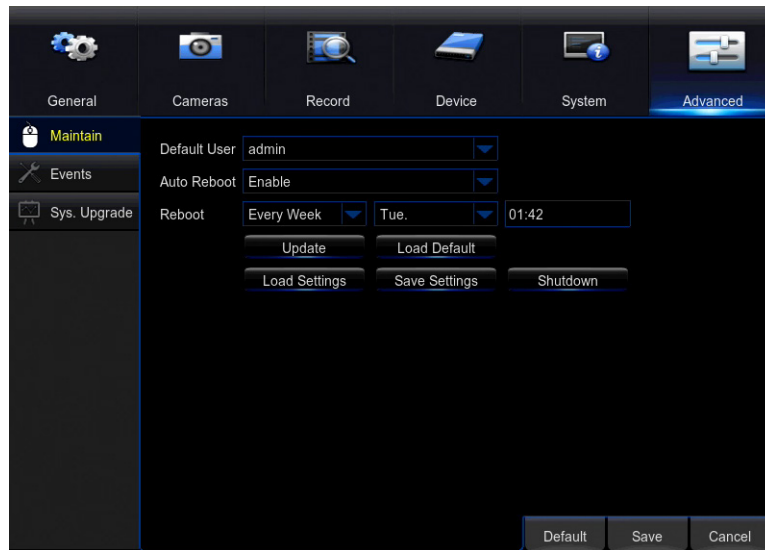 General Cameras Record Device System Advanced
Maintain
Events
Sys. Upgrade
Default User admin
Auto Reboot Enable
Reboot Every Week Tue. 01:42
Update Load Default
Load Settings Save Settings Shutdown
Default Save Cancel